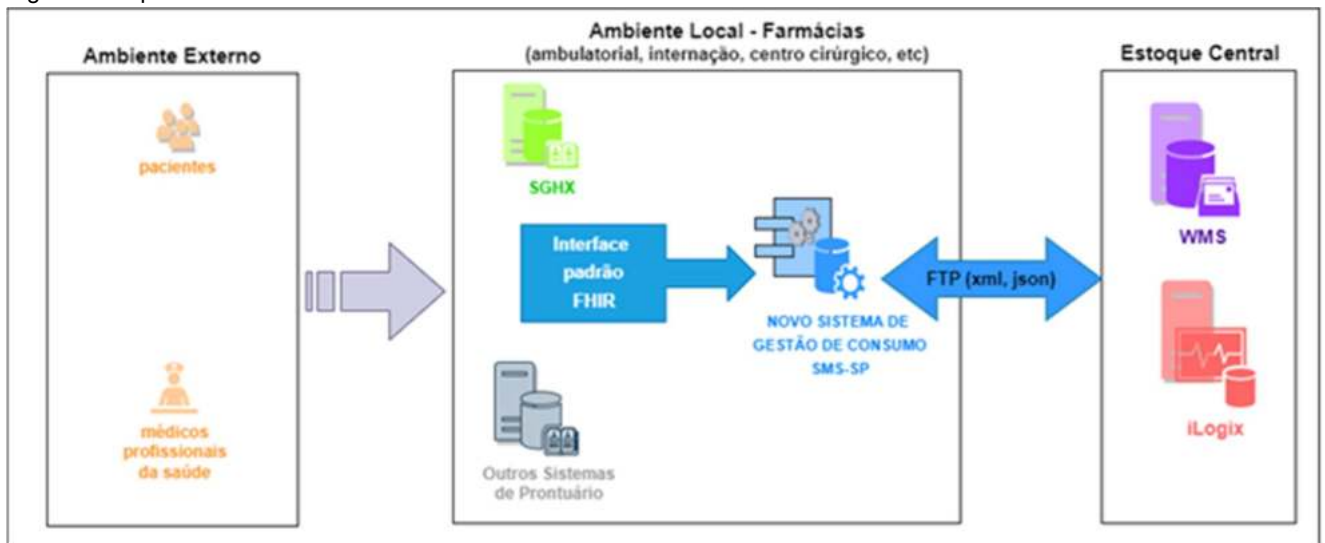 Ambiente Externo
pacientes
médicos
profissionais
da saúde
Ambiente Local - Farmácias
(ambulatorial, internação, centro cirúrgico, etc)
SGHX
Interface
padrão
FHIR
NOVO SISTEMA DE
GESTÃO DE CONSUMO
SMS-SP
Outros Sistemas
de Prontuário
FTP (xml, json)
Estoque Central
WMS
iLogix